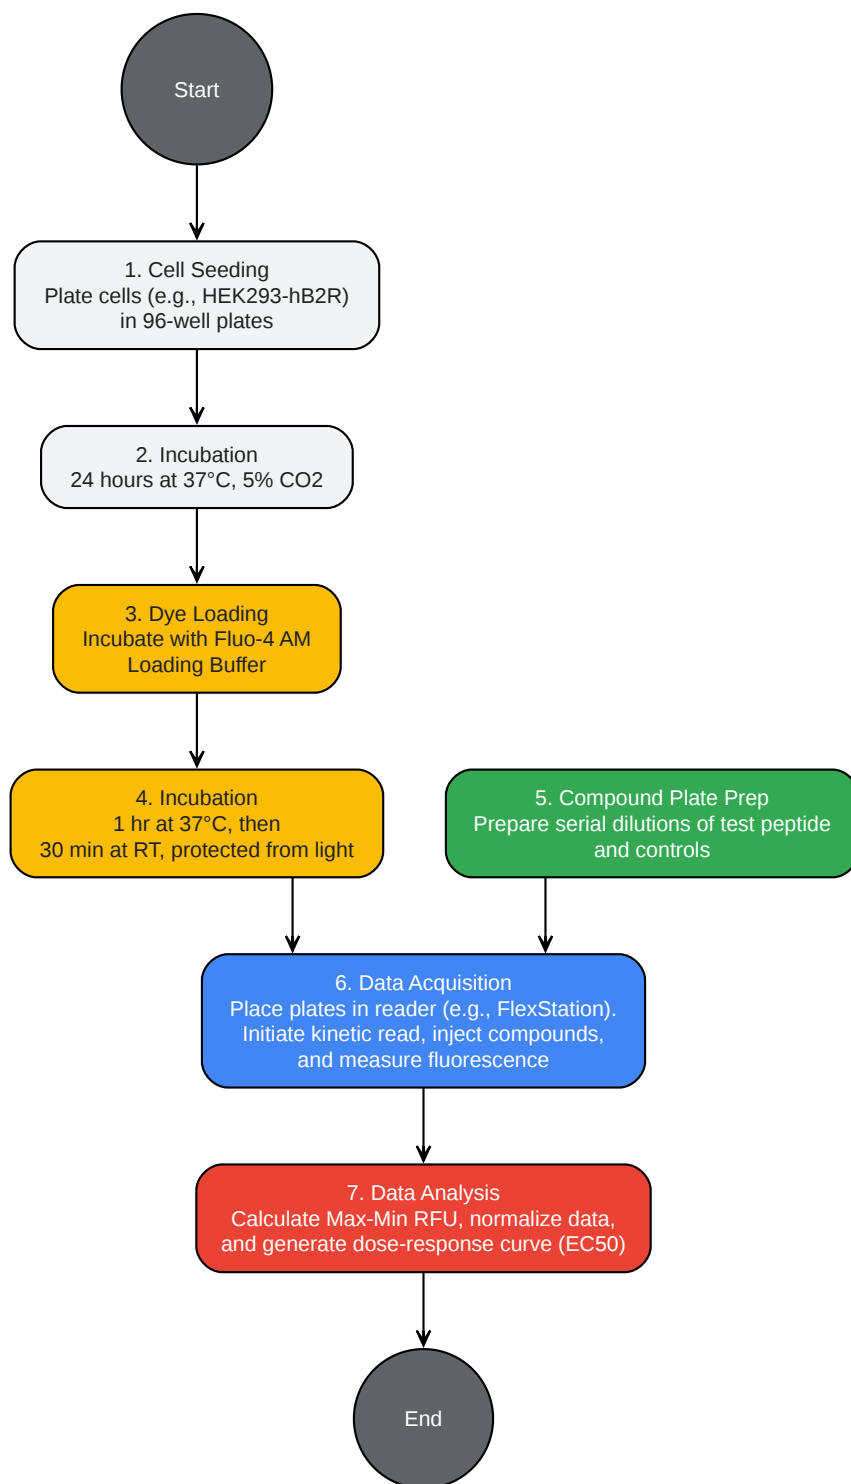 Start
1. Cell Seeding
Plate cells (e.g., HEK293-hB2R)
in 96-well plates
2. Incubation
24 hours at 37°C, 5% CO2
3. Dye Loading
Incubate with Fluo-4 AM
Loading Buffer
4. Incubation
1 hr at 37°C, then
30 min at RT, protected from light
5. Compound Plate Prep
Prepare serial dilutions of test peptide
and controls
6. Data Acquisition
Place plates in reader (e.g., FlexStation).
Initiate kinetic read, inject compounds,
and measure fluorescence
7. Data Analysis
Calculate Max-Min RFU, normalize data,
and generate dose-response curve (EC50)
End